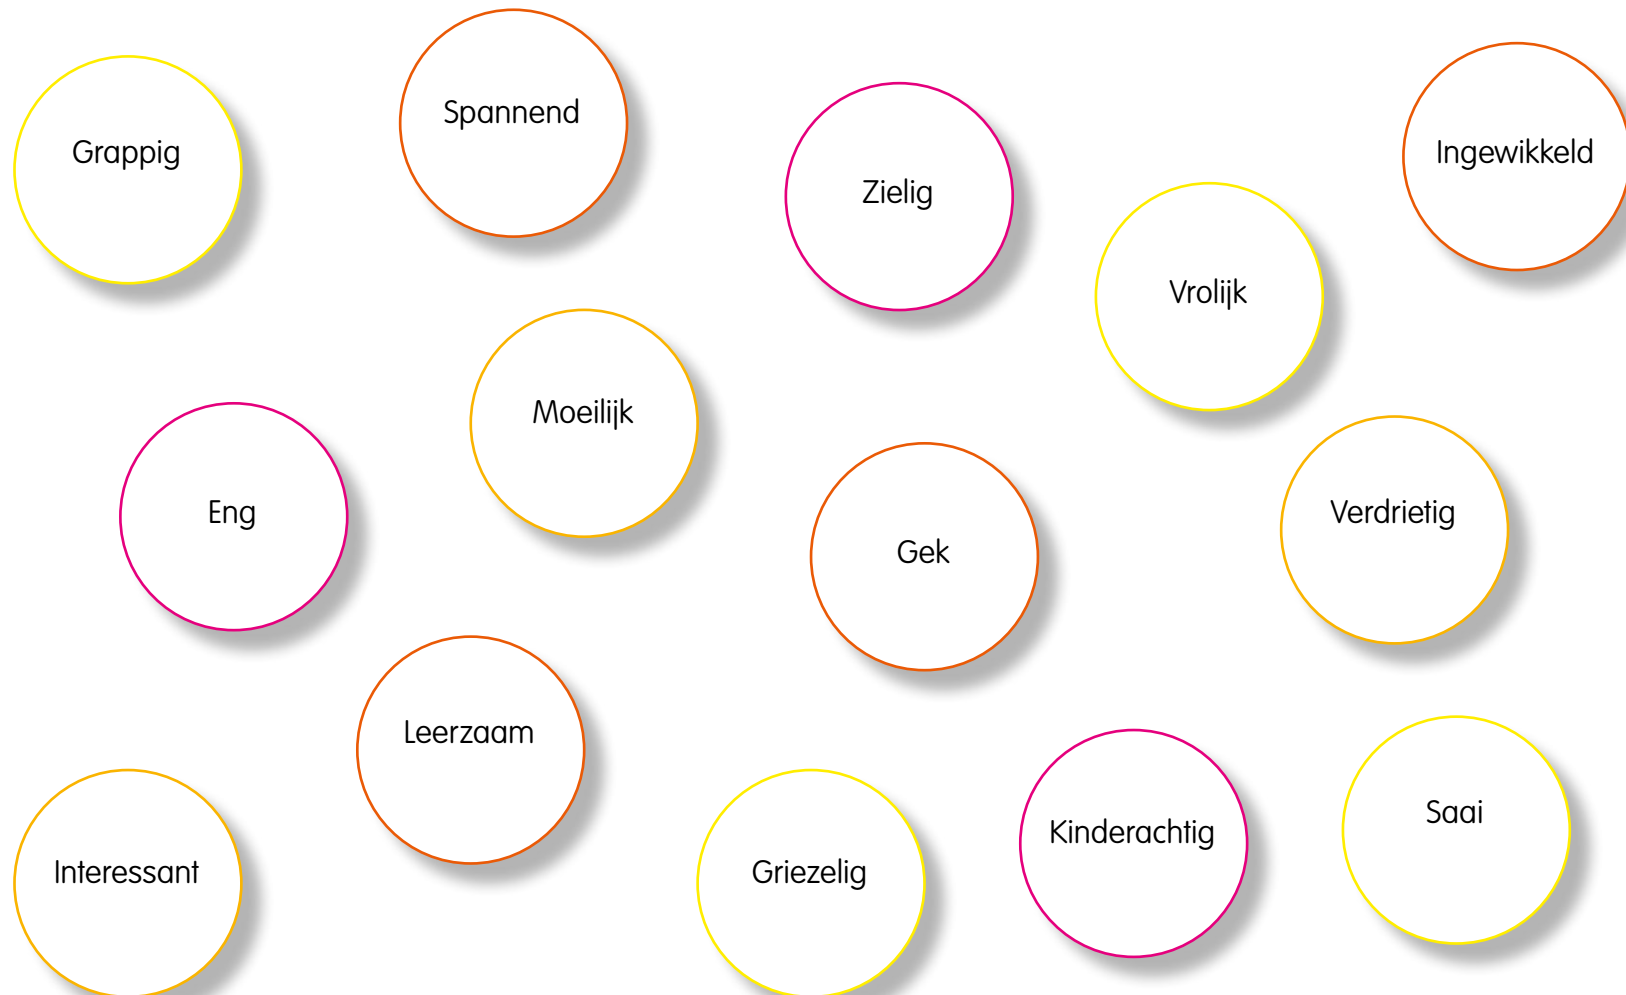 Grappig
Spannend
Zielig
Ingewikkeld
Vrolijk
Moeilijk
Eng
Gek
Verdrietig
Leerzaam
Interessant
Griezelig
Kinderachtig
Saai